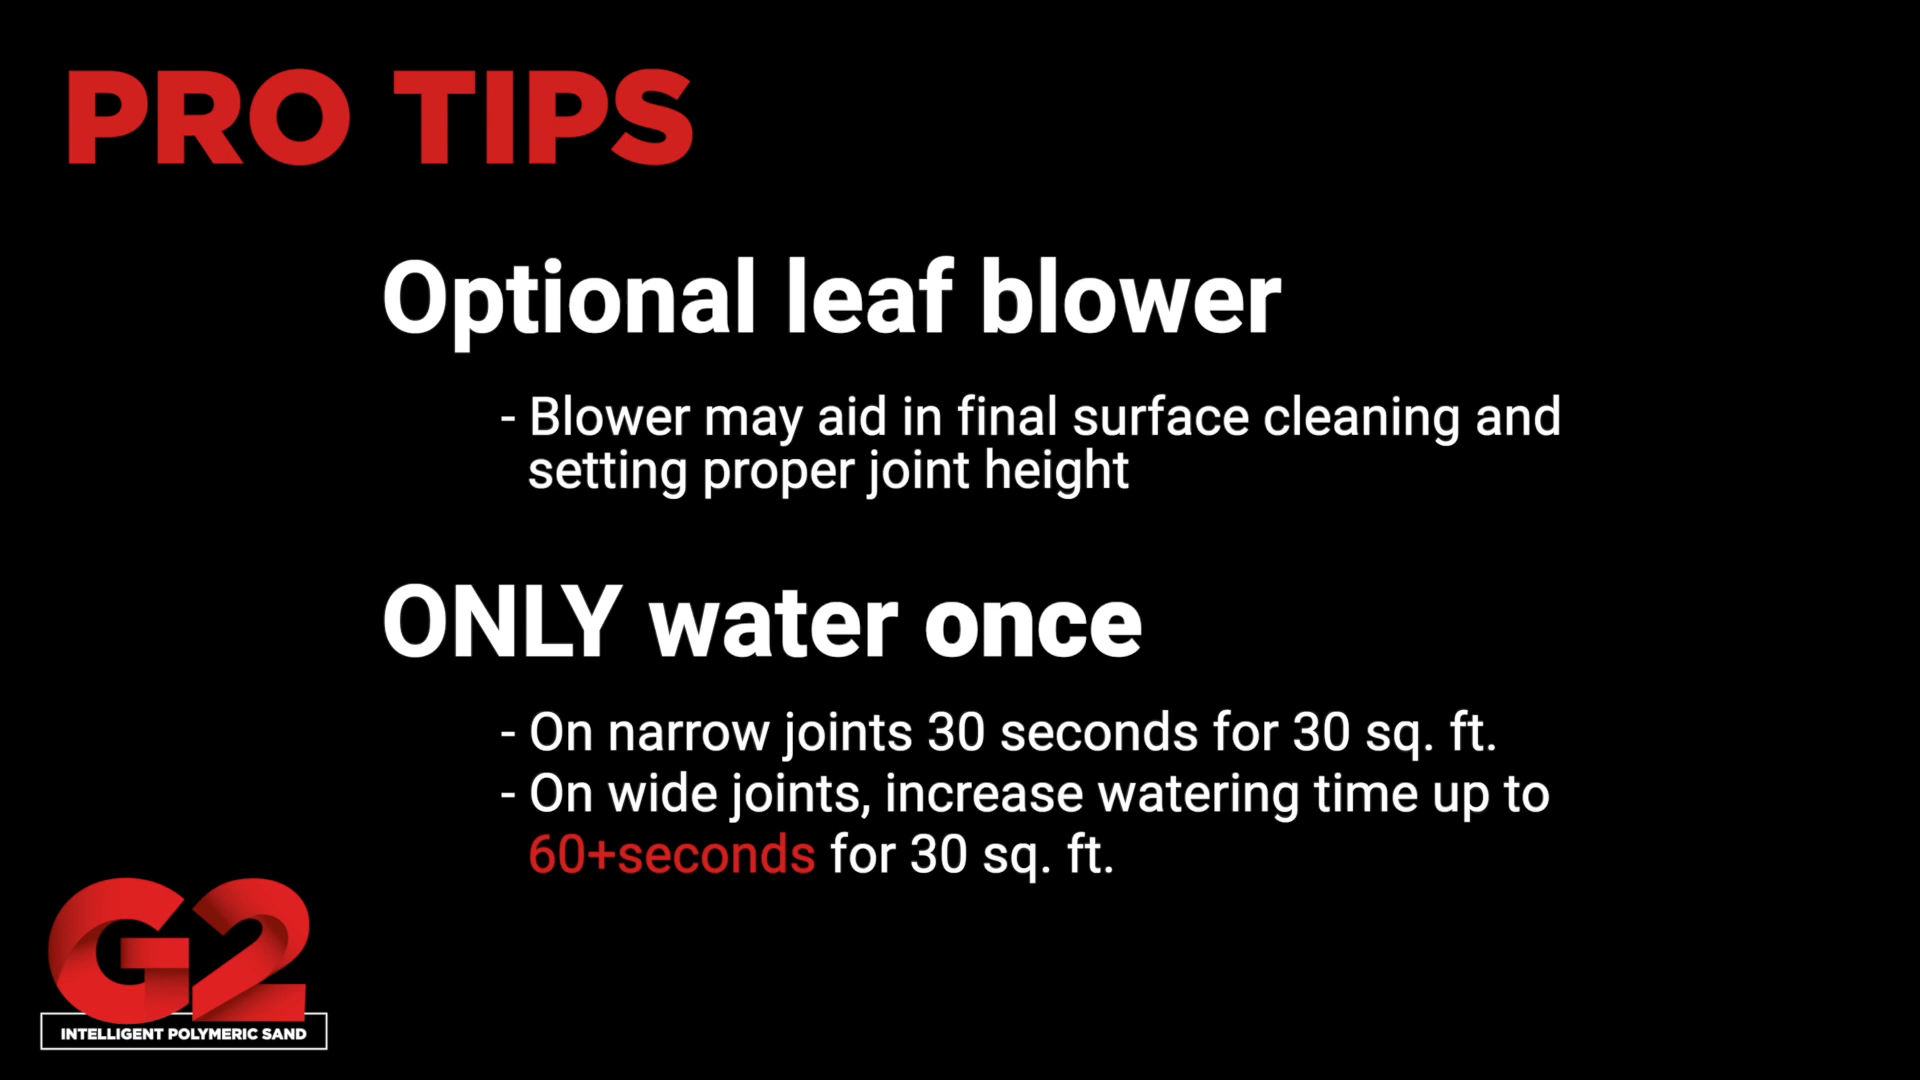 PRO TIPS
Optional leaf blower
- Blower may aid in final surface cleaning and
setting proper joint height
ONLY water once
- On narrow joints 30 seconds for 30 sq. ft.
- On wide joints, increase watering time up to
60+seconds for 30 sq. ft.
G2
INTELLIGENT POLYMERIC SAND